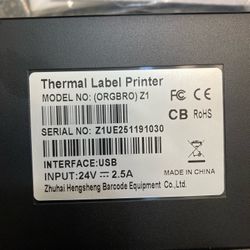 Thermal Label Printer
MODEL NO: (ORGBRO) Z1
FC CE
CB RoHS
SERIAL NO: Z1UE251191030
INTERFACE:USB
INPUT:24V ⎓ 2.5A
MADE IN CHINA
Zhuhai Hengsheng Barcode Equipment Co.,Ltd.